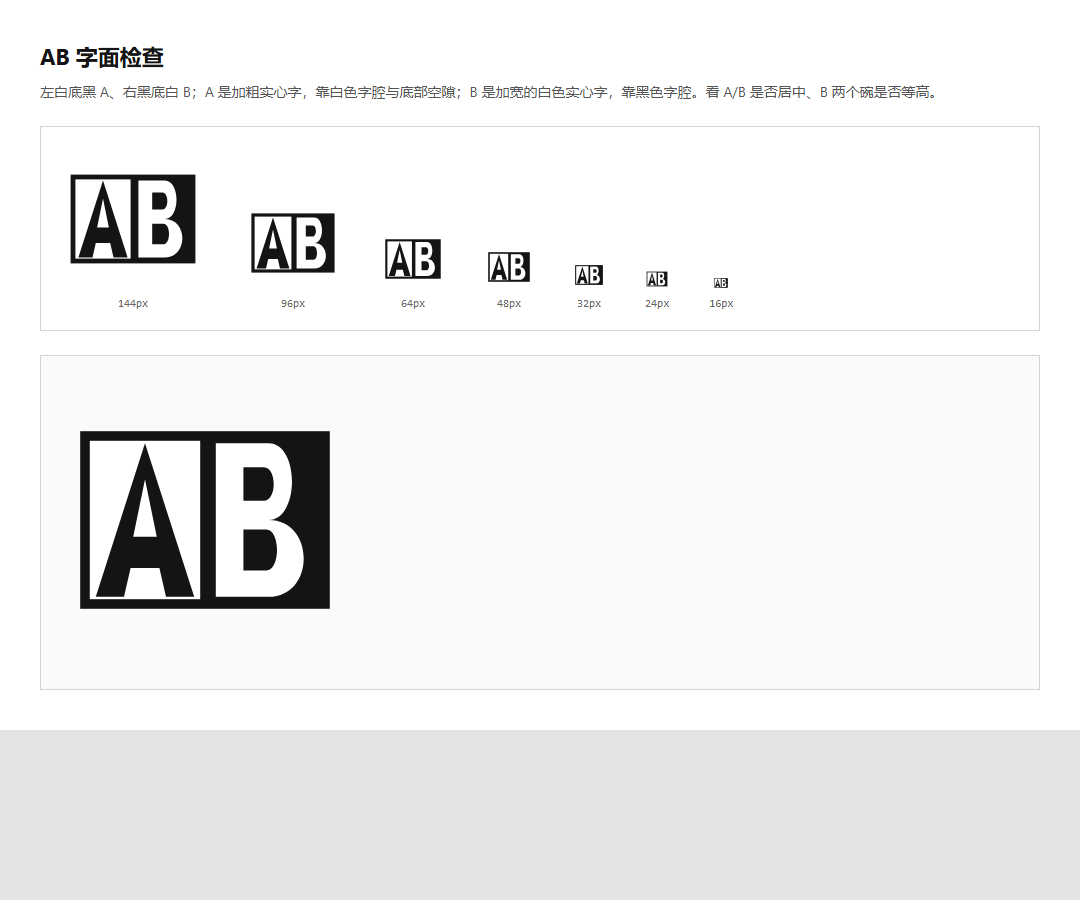 AB 字面检查
左白底黑 A、右黑底白 B；A 是加粗实心字，靠白色字腔与底部空隙；B 是加宽的白色实心字，靠黑色字腔。看 A/B 是否居中、B 两个碗是否等高。
AB AB AB AB AB AB AB
144px 96px 64px 48px 32px 24px 16px
AB